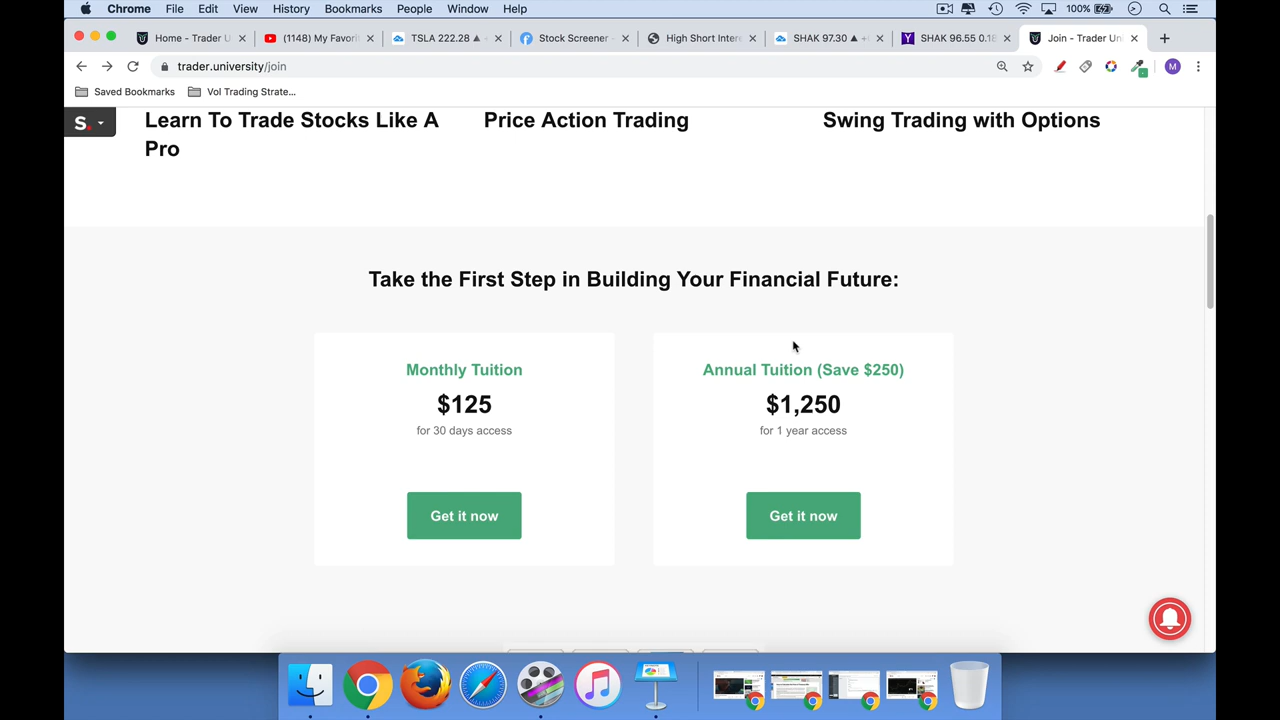 Chrome File Edit View History Bookmarks People Window Help 100%
Home - Trader U
(1148) My Favori
TSLA 222.28 ▲
Stock Screener -
High Short Intere
SHAK 97.30 ▲ +
SHAK 96.55 0.18
Join - Trader Uni
trader.university/join
M
Saved Bookmarks Vol Trading Strate...
S.
Learn To Trade Stocks Like A
Pro
Price Action Trading
Swing Trading with Options
Take the First Step in Building Your Financial Future:
Monthly Tuition
$125
for 30 days access
Get it now
Annual Tuition (Save $250)
$1,250
for 1 year access
Get it now